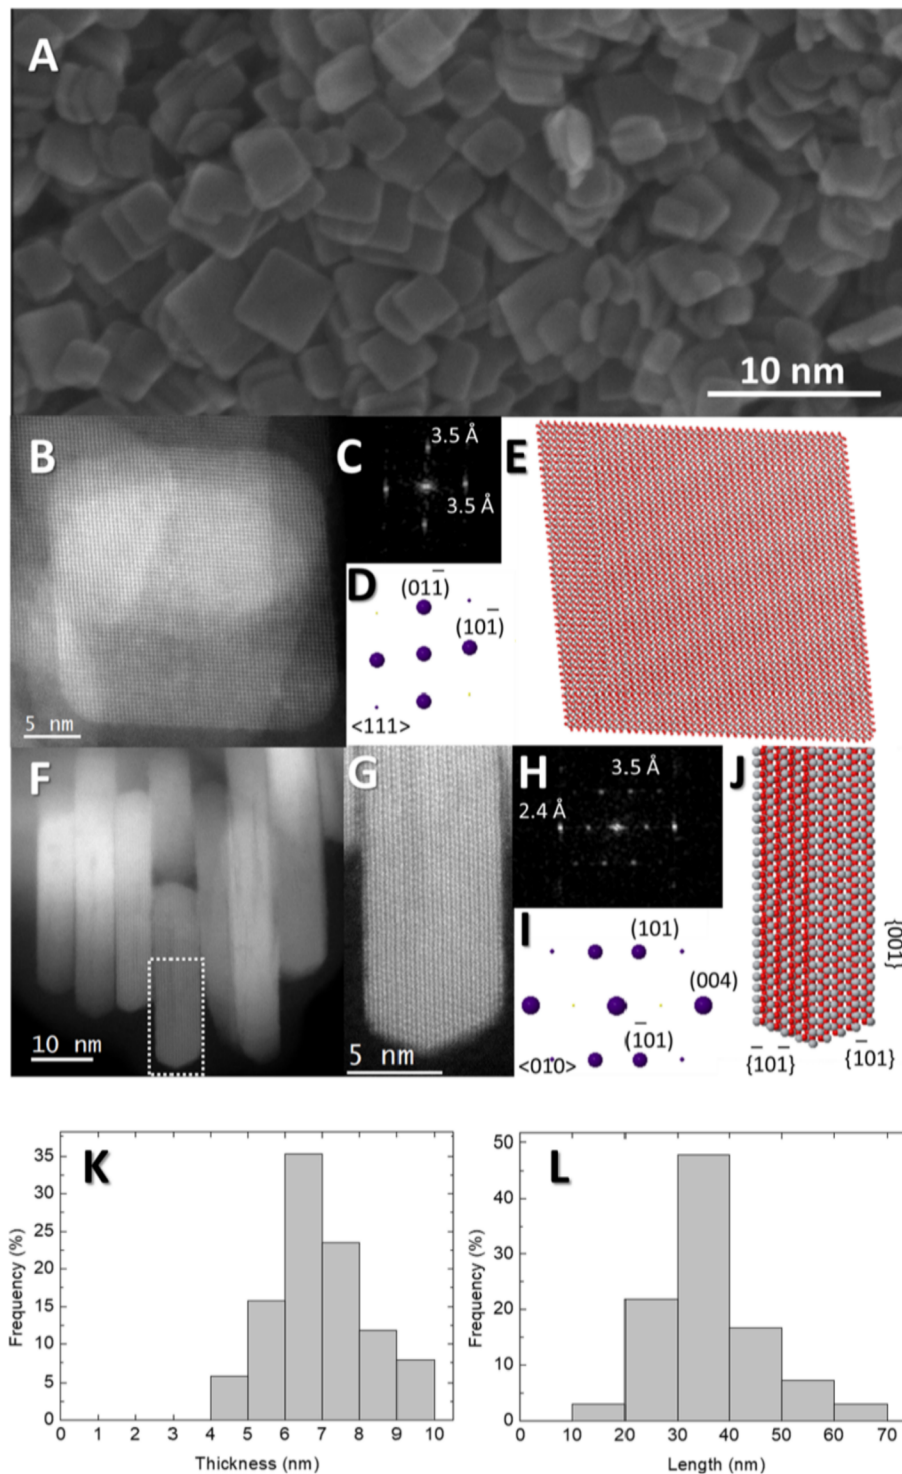 A
10 nm
B
5 nm
C
3.5 Å
3.5 Å
D
(011̅)
(101̅)
<111>
E
F
10 nm
G
5 nm
H
3.5 Å
2.4 Å
I
(101)
(004)
(1̅01)
<010>
J
{001}
{1̅01̅}
{1̅01}
K
Frequency (%)
35
30
25
20
15
10
5
0
0 1 2 3 4 5 6 7 8 9 10
Thickness (nm)
L
Frequency (%)
50
40
30
20
10
0
0 10 20 30 40 50 60 70
Length (nm)